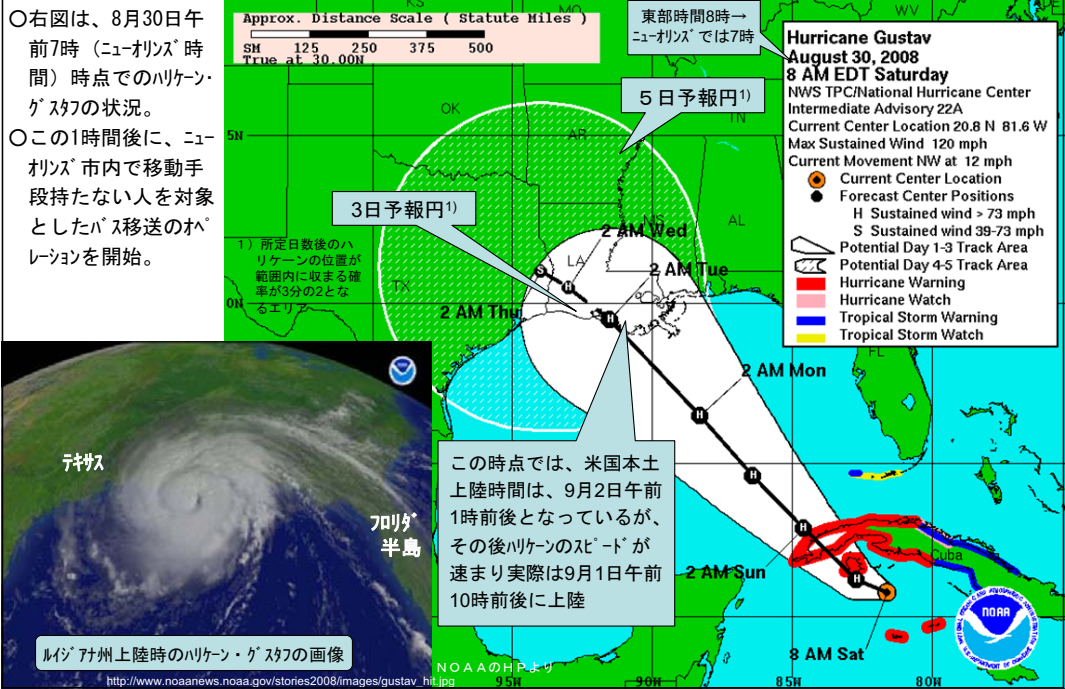 ○右図は、8月30日午
前7時（ﾆｭｰｵﾘﾝｽﾞ時
間）時点でのﾊﾘｹｰﾝ・
ｸﾞｽﾀﾌの状況。
○この1時間後に、ﾆｭｰ
ｵﾘﾝｽﾞ市内で移動手
段持たない人を対象
としたﾊﾞｽ移送のｵﾍﾟ
ﾚｰｼｮﾝを開始。
Approx. Distance Scale ( Statute Miles )
SM 125 250 375 500
True at 30.00N
東部時間8時→
ﾆｭｰｵﾘﾝｽﾞでは7時
Hurricane Gustav
August 30, 2008
8 AM EDT Saturday
NWS TPC/National Hurricane Center
Intermediate Advisory 22A
Current Center Location 20.8 N 81.6 W
Max Sustained Wind 120 mph
Current Movement NW at 12 mph
Current Center Location
Forecast Center Positions
H Sustained wind > 73 mph
S Sustained wind 39-73 mph
Potential Day 1-3 Track Area
Potential Day 4-5 Track Area
Hurricane Warning
Hurricane Watch
Tropical Storm Warning
Tropical Storm Watch
KS
MO
WV
OK
AR
TN
MS
AL
LA
TX
FL
Cuba
5N
0N
５日予報円1)
3日予報円1)
1）所定日数後のハ
リケーンの位置が
範囲内に収まる確
率が3分の2とな
るエリア
2 AM Wed
2 AM Tue
2 AM Thu
2 AM Mon
2 AM Sun
8 AM Sat
S
H
H
H
H
H
H
この時点では、米国本土
上陸時間は、9月2日午前
1時前後となっているが、
その後ﾊﾘｹｰﾝのｽﾋﾟｰﾄﾞが
速まり実際は9月1日午前
10時前後に上陸
ﾃｷｻｽ
ﾌﾛﾘﾀﾞ
半島
ﾙｲｼﾞｱﾅ州上陸時のﾊﾘｹｰﾝ・ｸﾞｽﾀﾌの画像
http://www.noaanews.noaa.gov/stories2008/images/gustav_hit.jpg
ＮＯＡＡのＨＰより
95W
90W
85W
80W
NOAA